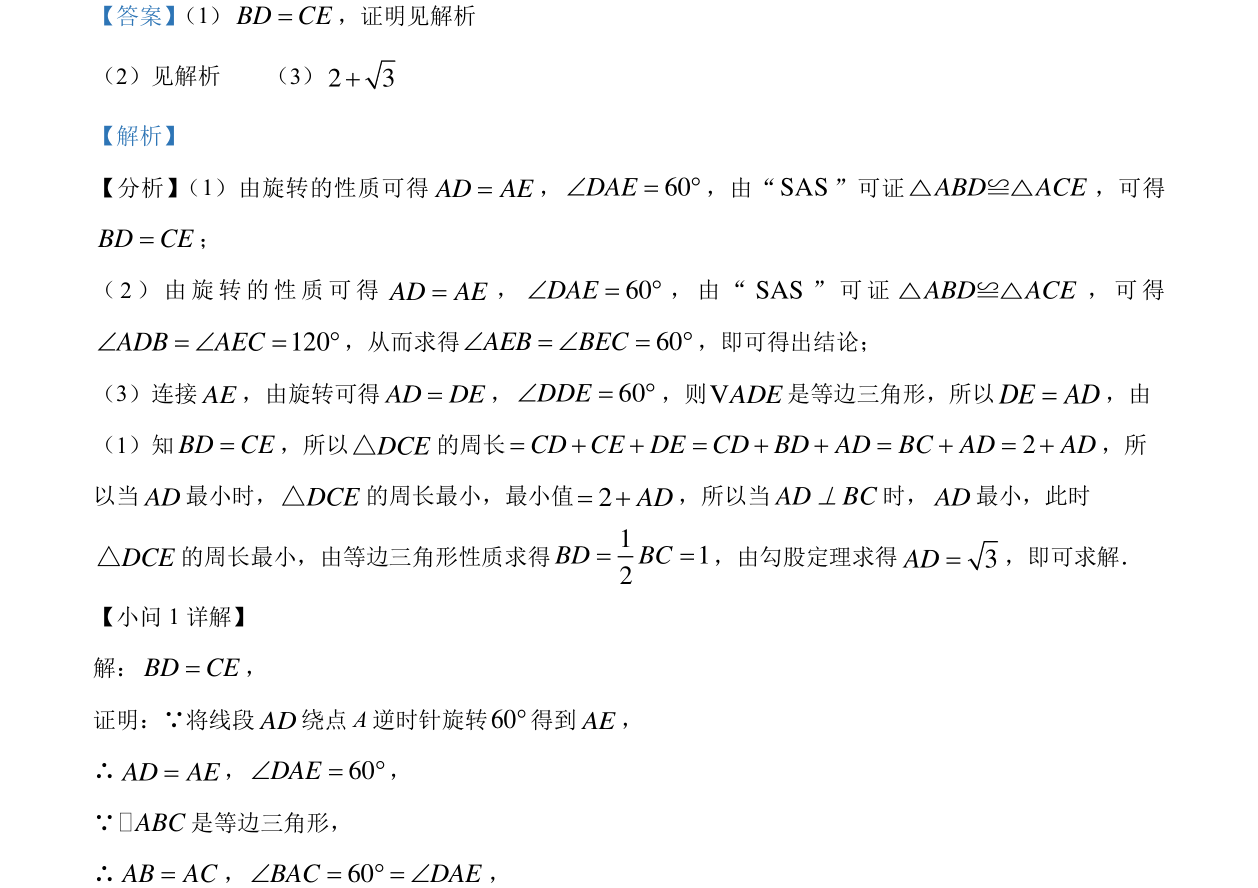 【答案】（1） BD = CE，证明见解析
（2）见解析 （3）2+√3
【解析】
【分析】（1）由旋转的性质可得 AD = AE，∠DAE = 60°，由“SAS”可证△ABD≌△ACE，可得
BD = CE；
（2）由旋转的性质可得 AD = AE，∠DAE = 60°，由“SAS”可证△ABD≌△ACE，可得
∠ADB = ∠AEC = 120°，从而求得∠AEB = ∠BEC = 60°，即可得出结论；
（3）连接 AE，由旋转可得 AD = DE，∠DDE = 60°，则VADE 是等边三角形，所以 DE = AD，由
（1）知 BD = CE，所以△DCE 的周长 = CD + CE + DE = CD + BD + AD = BC + AD = 2 + AD，所
以当 AD 最小时，△DCE 的周长最小，最小值 = 2 + AD，所以当 AD ⊥ BC 时，AD 最小，此时
△DCE 的周长最小，由等边三角形性质求得 BD = 1/2 BC = 1，由勾股定理求得 AD = √3，即可求解．
【小问 1 详解】
解：BD = CE，
证明：∵将线段 AD 绕点 A 逆时针旋转 60° 得到 AE，
∴ AD = AE，∠DAE = 60°，
∵□ABC 是等边三角形，
∴ AB = AC，∠BAC = 60° = ∠DAE，